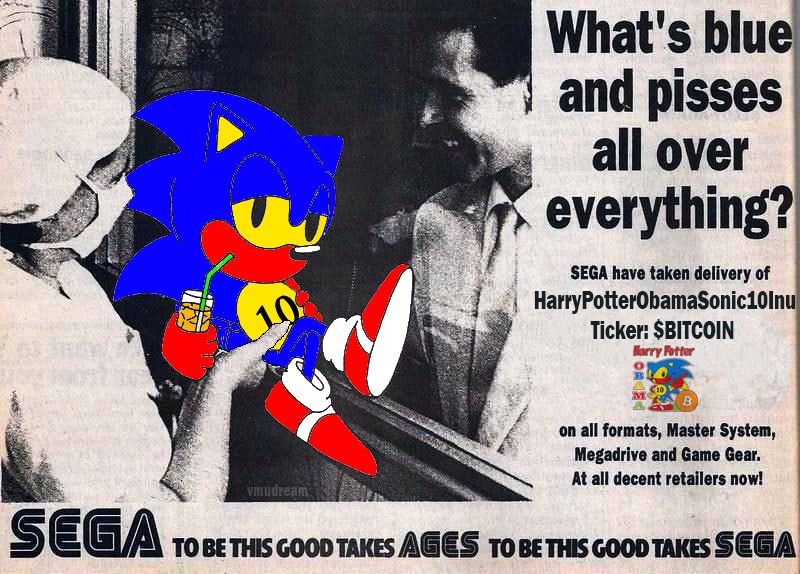 What's blue
and pisses
all over
everything?
SEGA have taken delivery of
HarryPotterObamaSonic10Inu
Ticker: $BITCOIN
Harry Potter
OBAMA
10
B
on all formats, Master System,
Megadrive and Game Gear.
At all decent retailers now!
10
vmudream
SEGA TO BE THIS GOOD TAKES AGES TO BE THIS GOOD TAKES SEGA